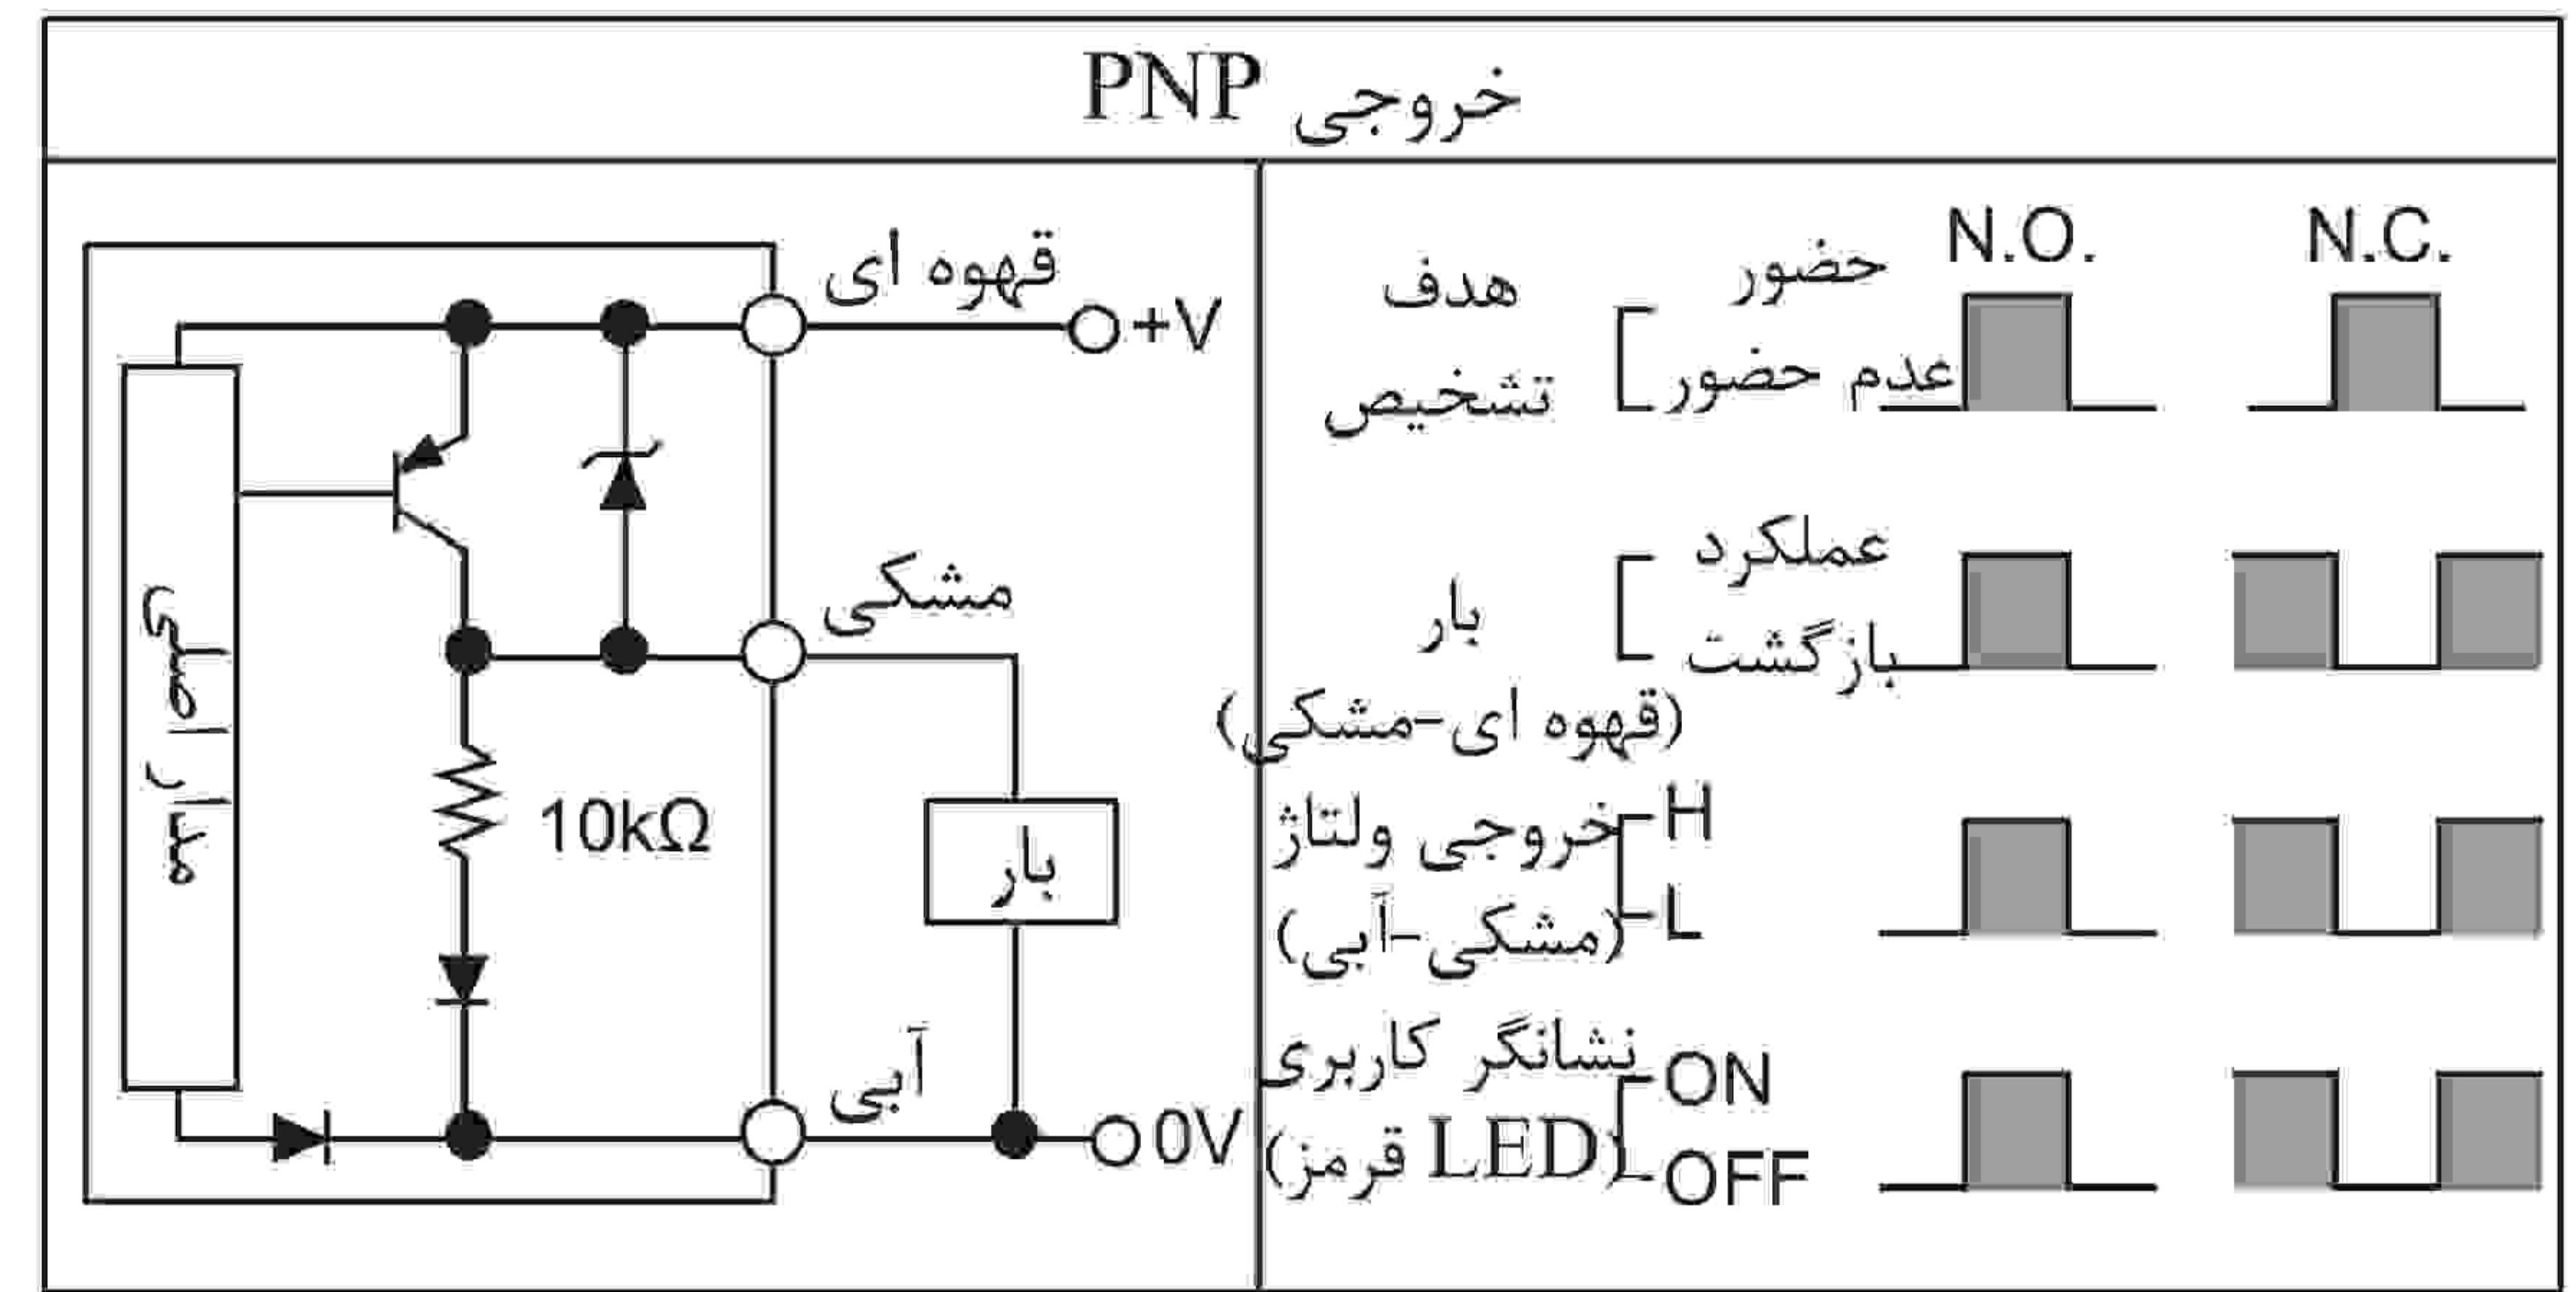 خروجی PNP
قهوه ای
+V
مشکی
مدار اصلی
10kΩ
بار
آبی
0V
N.O.
N.C.
هدف
تشخیص
حضور
عدم حضور
بار
(قهوه ای-مشکی)
عملکرد
بازگشت
خروجی ولتاژ
(مشکی-آبی)
H
L
نشانگر کاربری
(LED قرمز)
ON
OFF